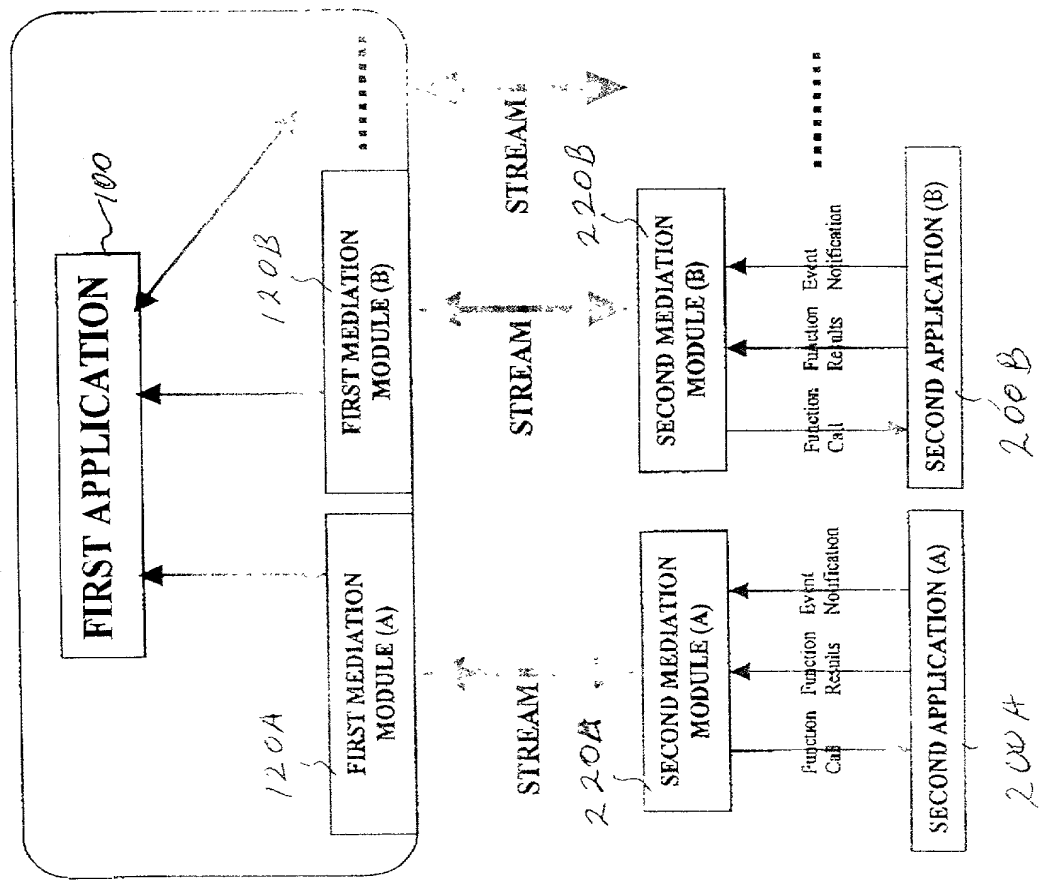 FIRST APPLICATION
100
120A
120B
FIRST MEDIATION
MODULE (A)
FIRST MEDIATION
MODULE (B)
STREAM
STREAM
STREAM
220A
220B
SECOND MEDIATION
MODULE (A)
SECOND MEDIATION
MODULE (B)
Function
Call
Function
Results
Event
Notification
Function
Call
Function
Results
Event
Notification
SECOND APPLICATION (A)
SECOND APPLICATION (B)
200A
200B